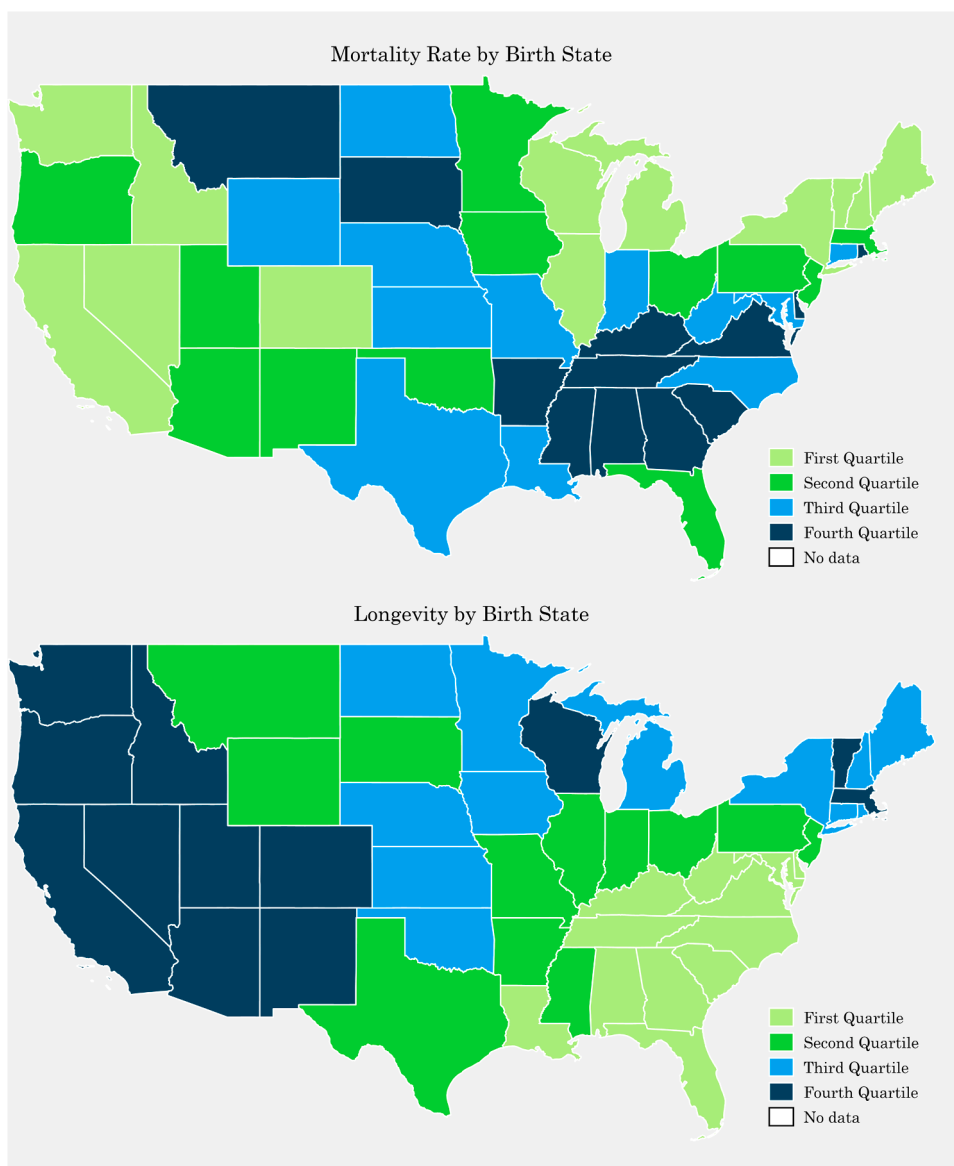 Mortality Rate by Birth State
First Quartile
Second Quartile
Third Quartile
Fourth Quartile
No data
Longevity by Birth State
First Quartile
Second Quartile
Third Quartile
Fourth Quartile
No data